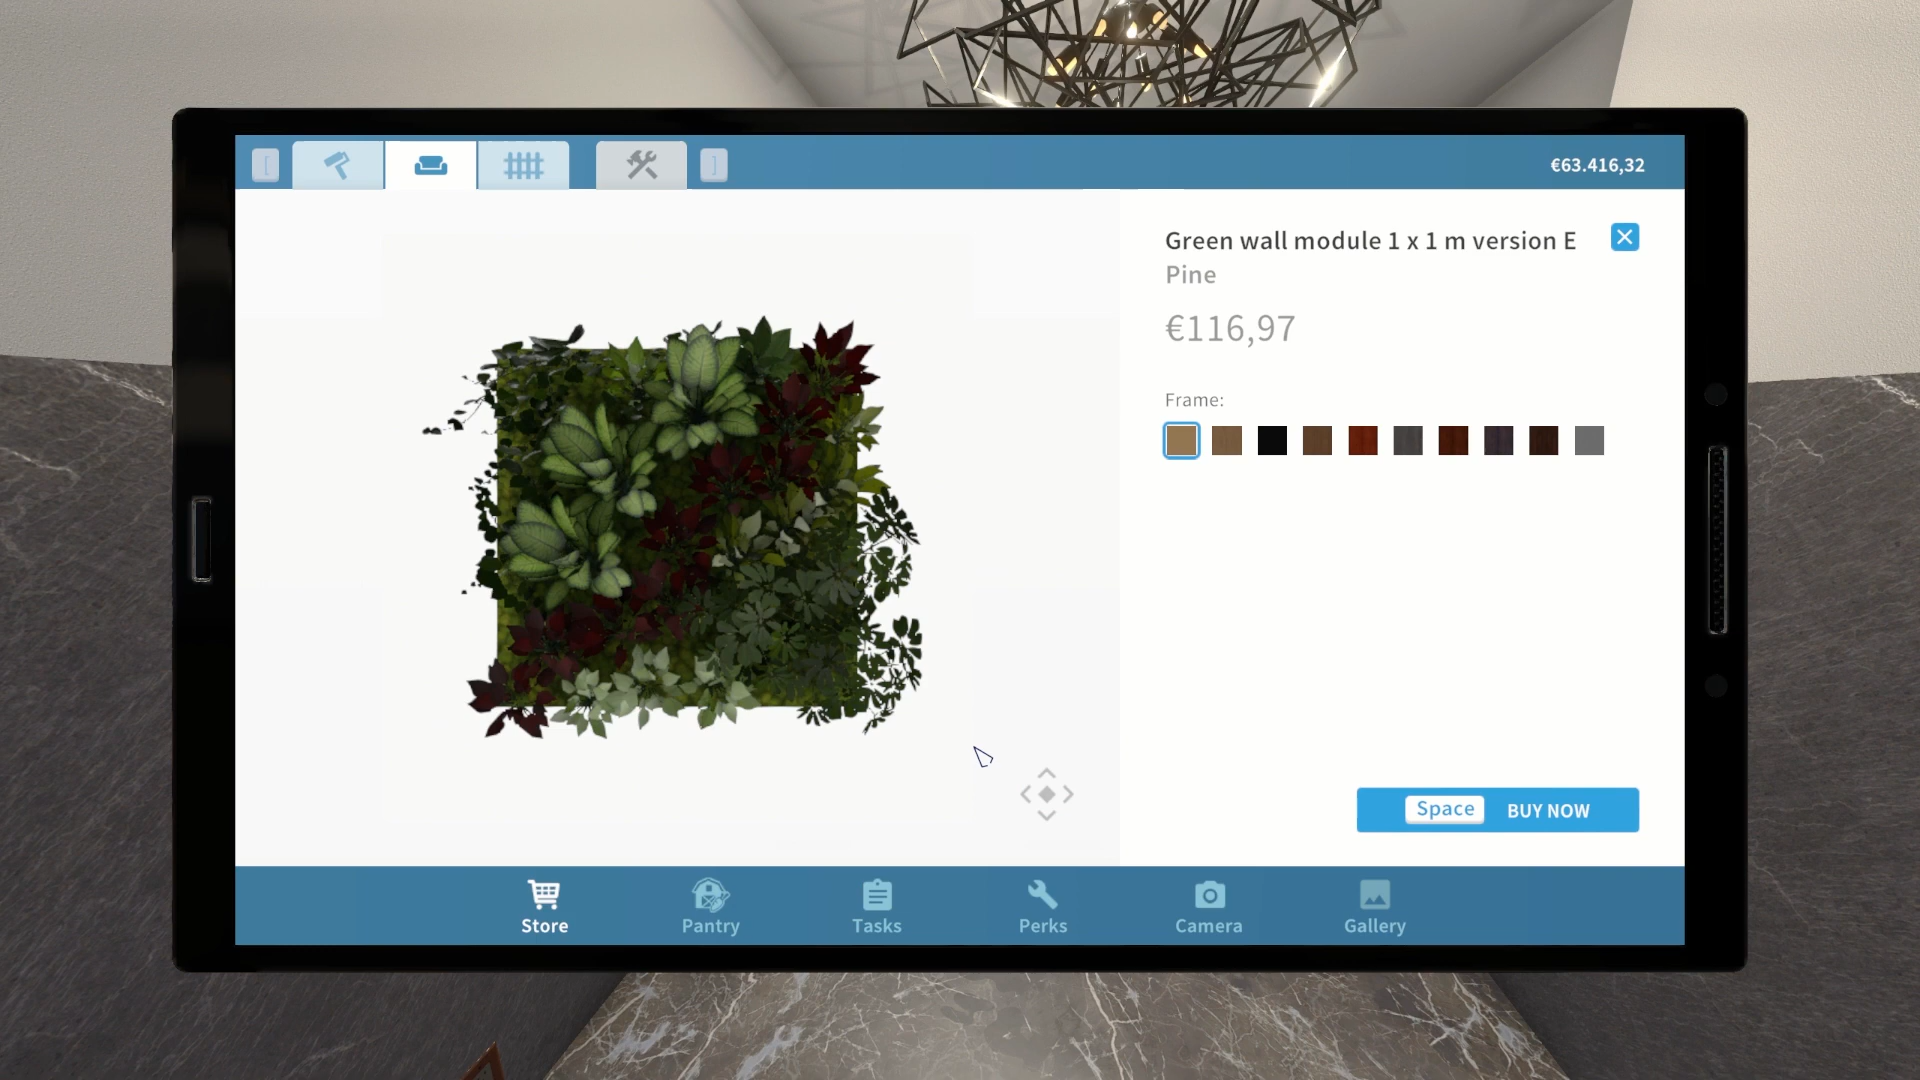 [
]
€63.416,32
Green wall module 1 x 1 m version E
Pine
€116,97
Frame:
Space BUY NOW
Store
Pantry
Tasks
Perks
Camera
Gallery